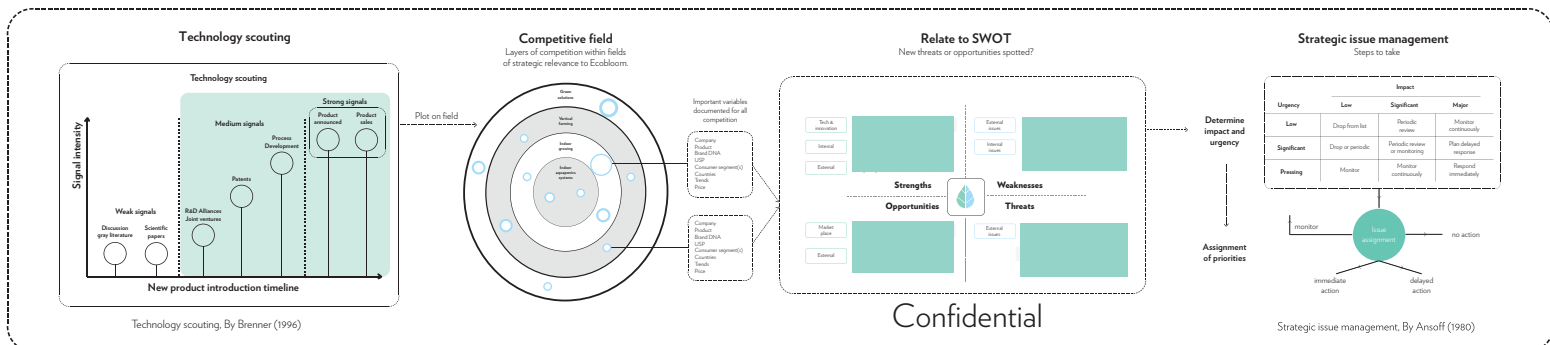 Technology scouting
Technology scouting
Signal intensity
Weak signals
Discussion
gray literature
Scientific
papers
Medium signals
R&D Alliances
Joint ventures
Patents
Process
Development
Strong signals
Product
announced
Product
sales
New product introduction timeline
Technology scouting, By Brenner (1996)
Plot on field
Competitive field
Layers of competition within fields
of strategic relevance to Ecobloom.
Green
solutions
Vertical
farming
Indoor
growing
Indoor
aquaponics
systems
Important variables
documented for all
competition
Company
Product
Brand DNA
USP
Consumer segment(s)
Countries
Trends
Price
Company
Product
Brand DNA
USP
Consumer segment(s)
Countries
Trends
Price
Relate to SWOT
New threats or opportunities spotted?
Tech &
innovation
Internal
External
External
issues
Internal
issues
Strengths
Weaknesses
Opportunities
Threats
Market
place
External
External
issues
Confidential
Determine
impact and
urgency
Assignment
of priorities
Strategic issue management
Steps to take
Impact
Urgency Low Significant Major
Low Drop from list Periodic review Monitor continuously
Significant Drop or periodic Periodic review or monitoring Plan delayed response
Pressing Monitor Monitor continuously Respond immediately
Issue
assignment
monitor
no action
immediate
action
delayed
action
Strategic issue management, By Ansoff (1980)